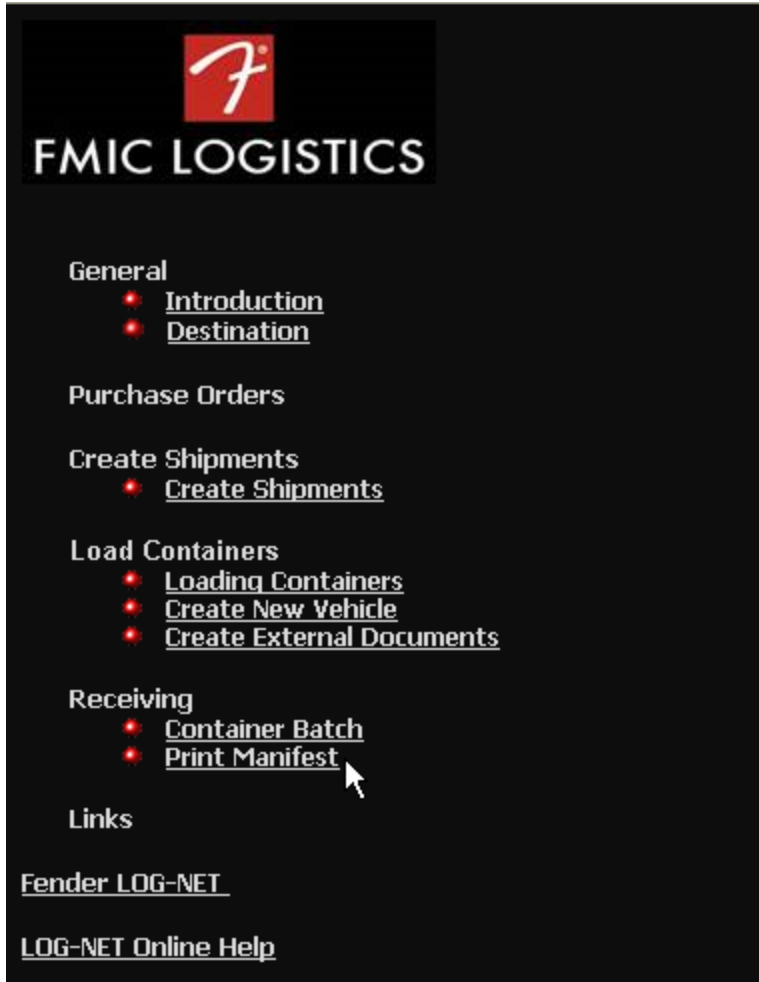 FMIC LOGISTICS
General
Introduction
Destination
Purchase Orders
Create Shipments
Create Shipments
Load Containers
Loading Containers
Create New Vehicle
Create External Documents
Receiving
Container Batch
Print Manifest
Links
Fender LOG-NET
LOG-NET Online Help